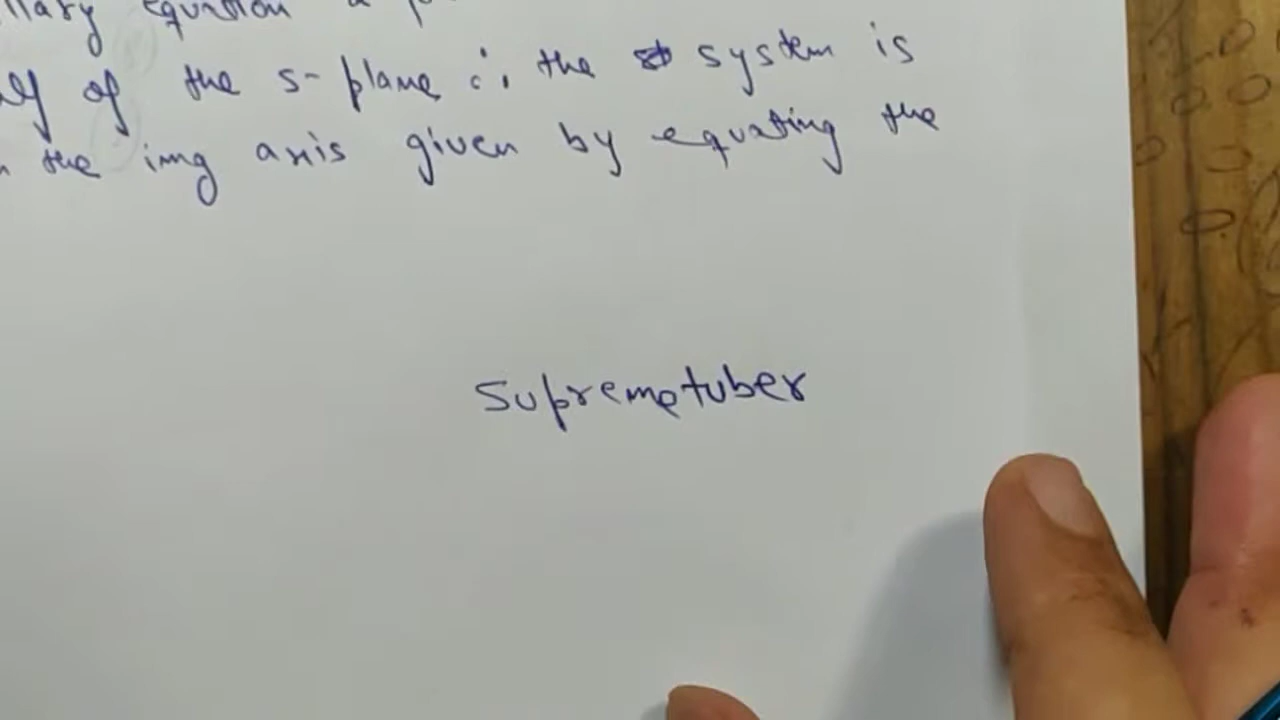 equation a
of the s-plane ∴ the system is
the img axis given by equating the
Supremetuber